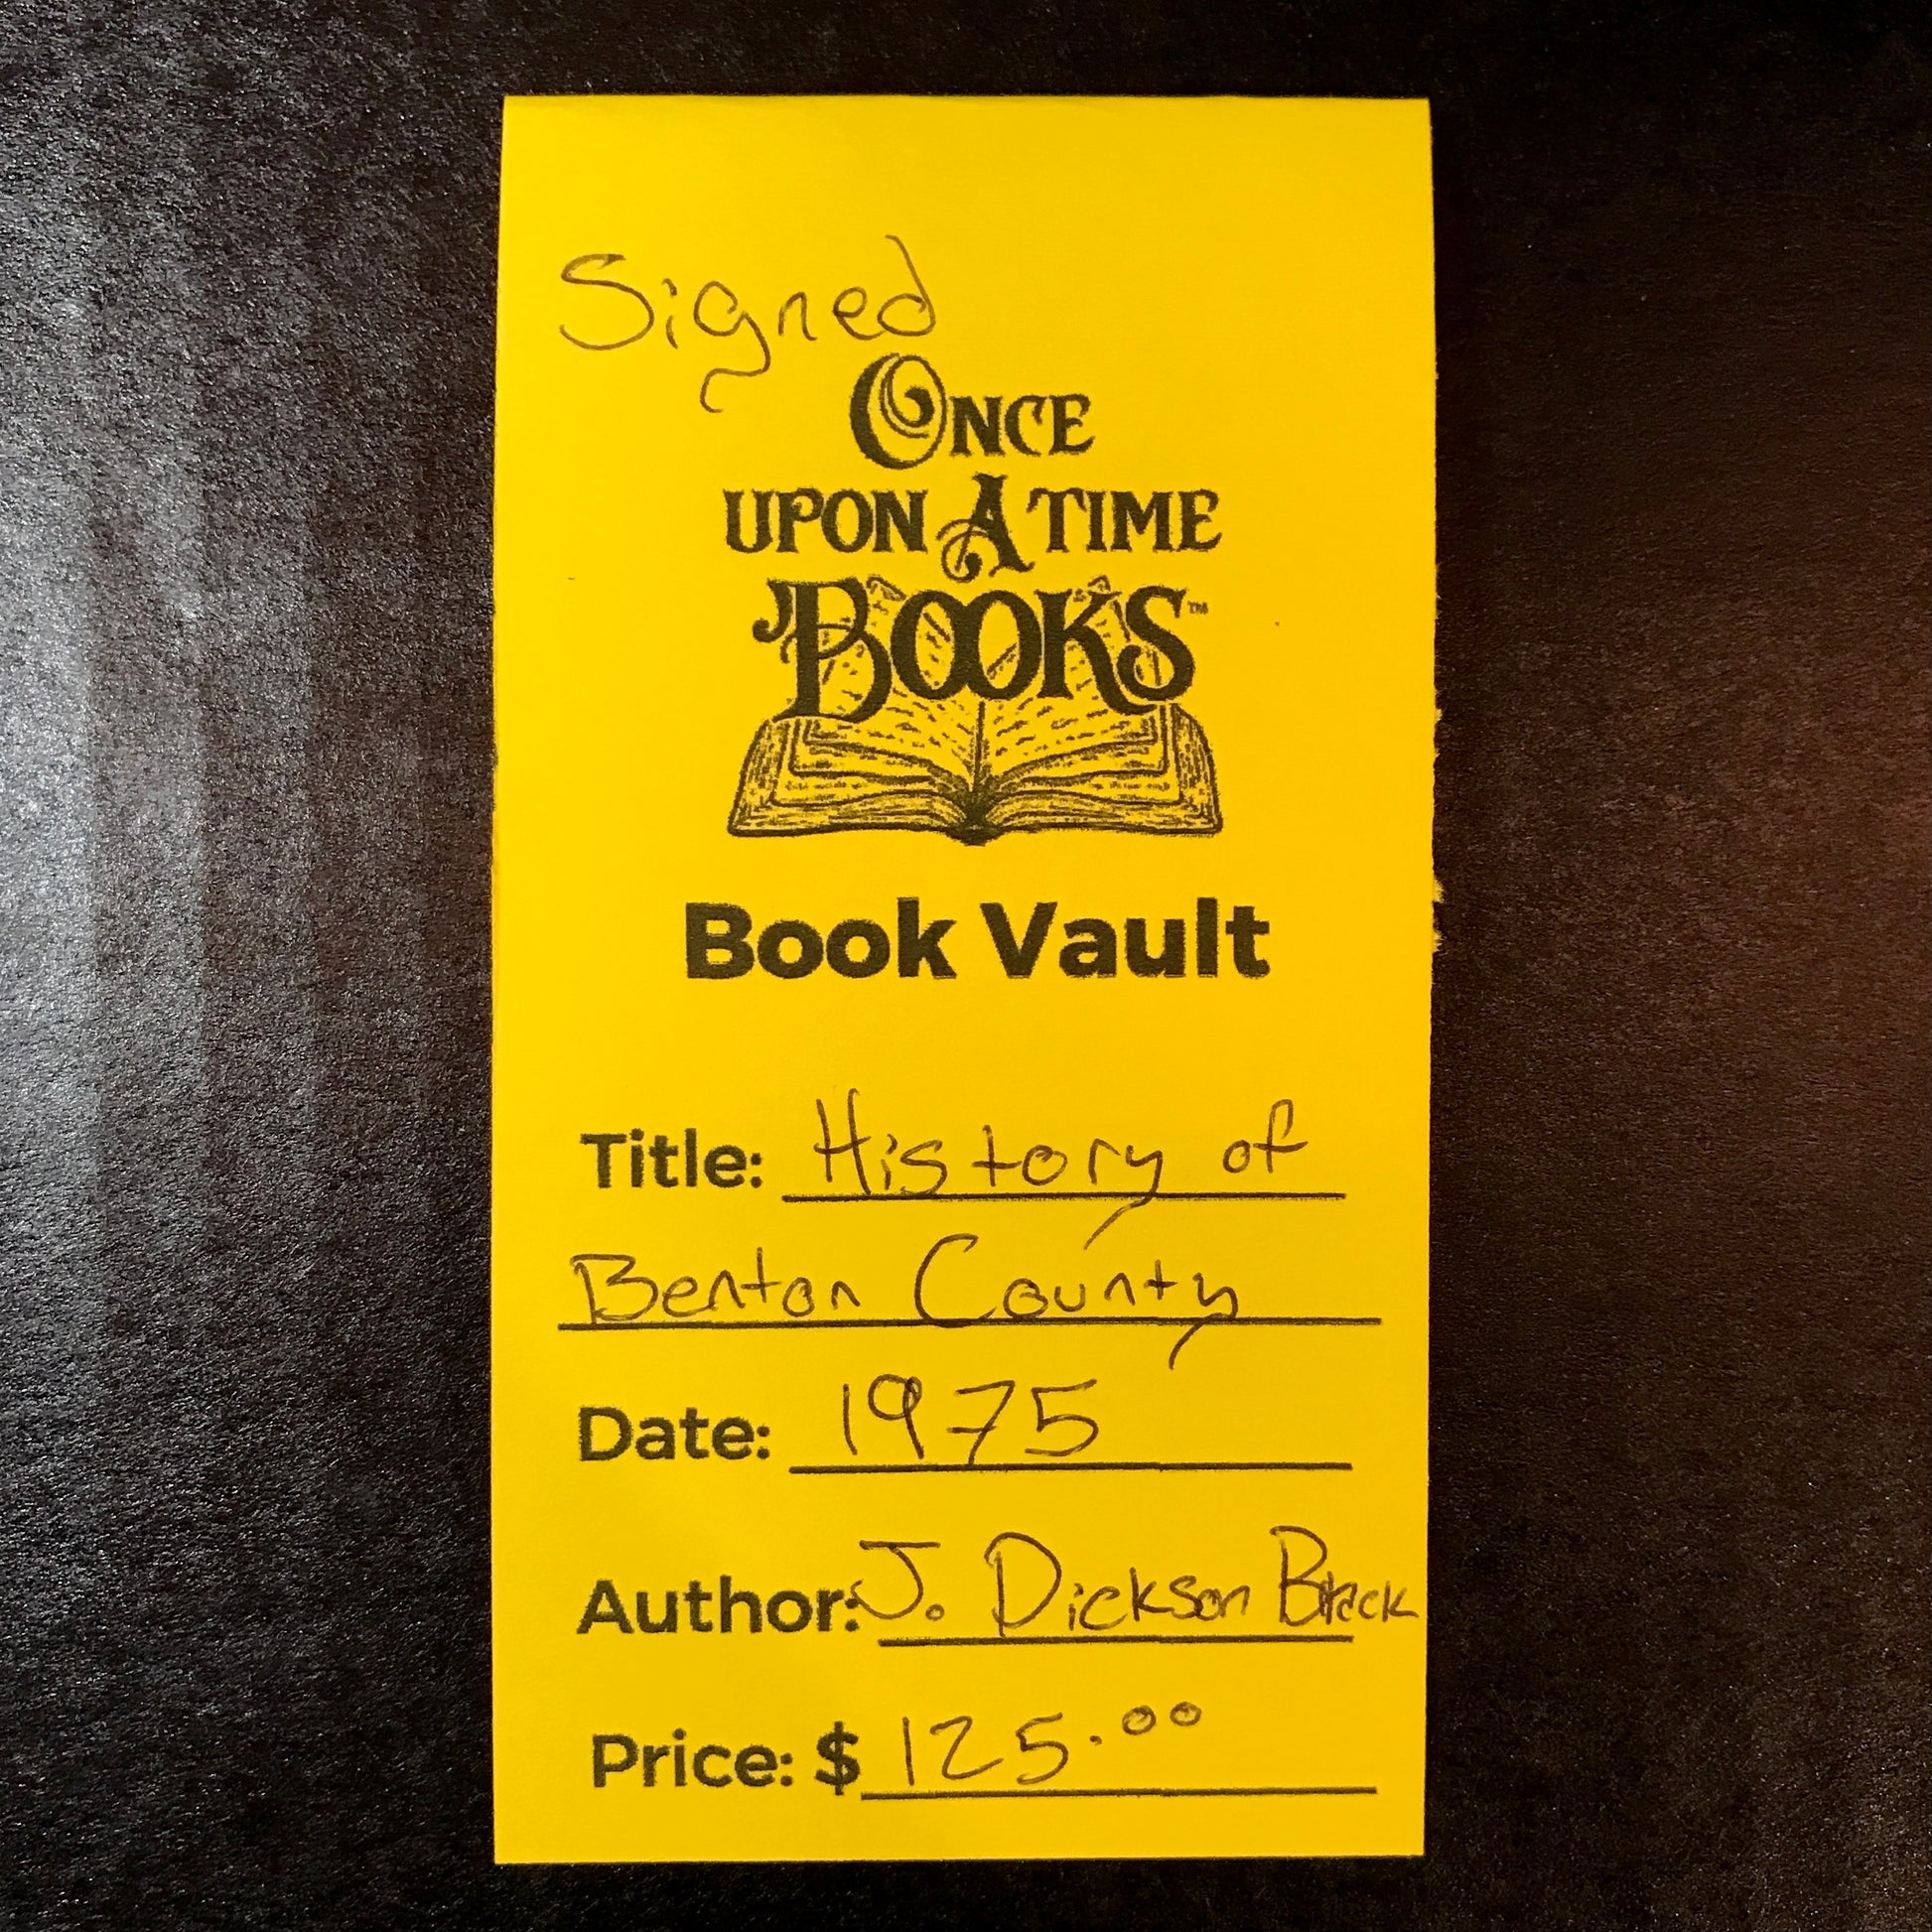 Signed
ONCE
UPON A TIME
BOOKS™
Book Vault
Title: History of
Benton County
Date: 1975
Author: J. Dickson Black
Price: $ 125.00